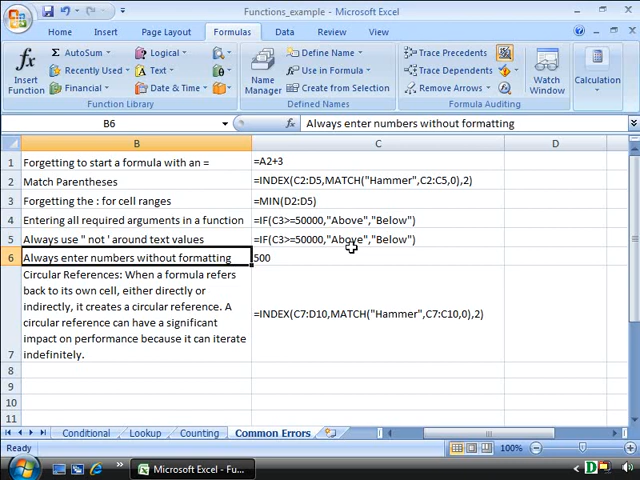 Functions_example - Microsoft Excel
Home Insert Page Layout Formulas Data Review View
Insert Function
AutoSum
Recently Used
Financial
Logical
Text
Date & Time
Function Library
Name Manager
Define Name
Use in Formula
Defined Names
Trace Precedents
Trace Dependents
Remove Arrows
Formula Auditing
Watch Window
Calculation
B6 Always enter numbers without formatting
B C D
1 Forgetting to start a formula with an = =A2+3
2 Match Parentheses =INDEX(C2:D5,MATCH("Hammer",C2:C5,0),2)
3 Forgetting the : for cell ranges =MIN(D2:D5)
4 Entering all required arguments in a function =IF(C3>=50000,"Above","Below")
5 Always use " not ' around text values =IF(C3>=50000,"Above","Below")
6 Always enter numbers without formatting 500
Circular References: When a formula refers
back to its own cell, either directly or
indirectly, it creates a circular reference. A
circular reference can have a significant
impact on performance because it can iterate
7 indefinitely.
=INDEX(C7:D10,MATCH("Hammer",C7:C10,0),2)
8
9
10
11
Conditional Lookup Counting Common Errors
Ready 100%
Microsoft Excel - Fu...